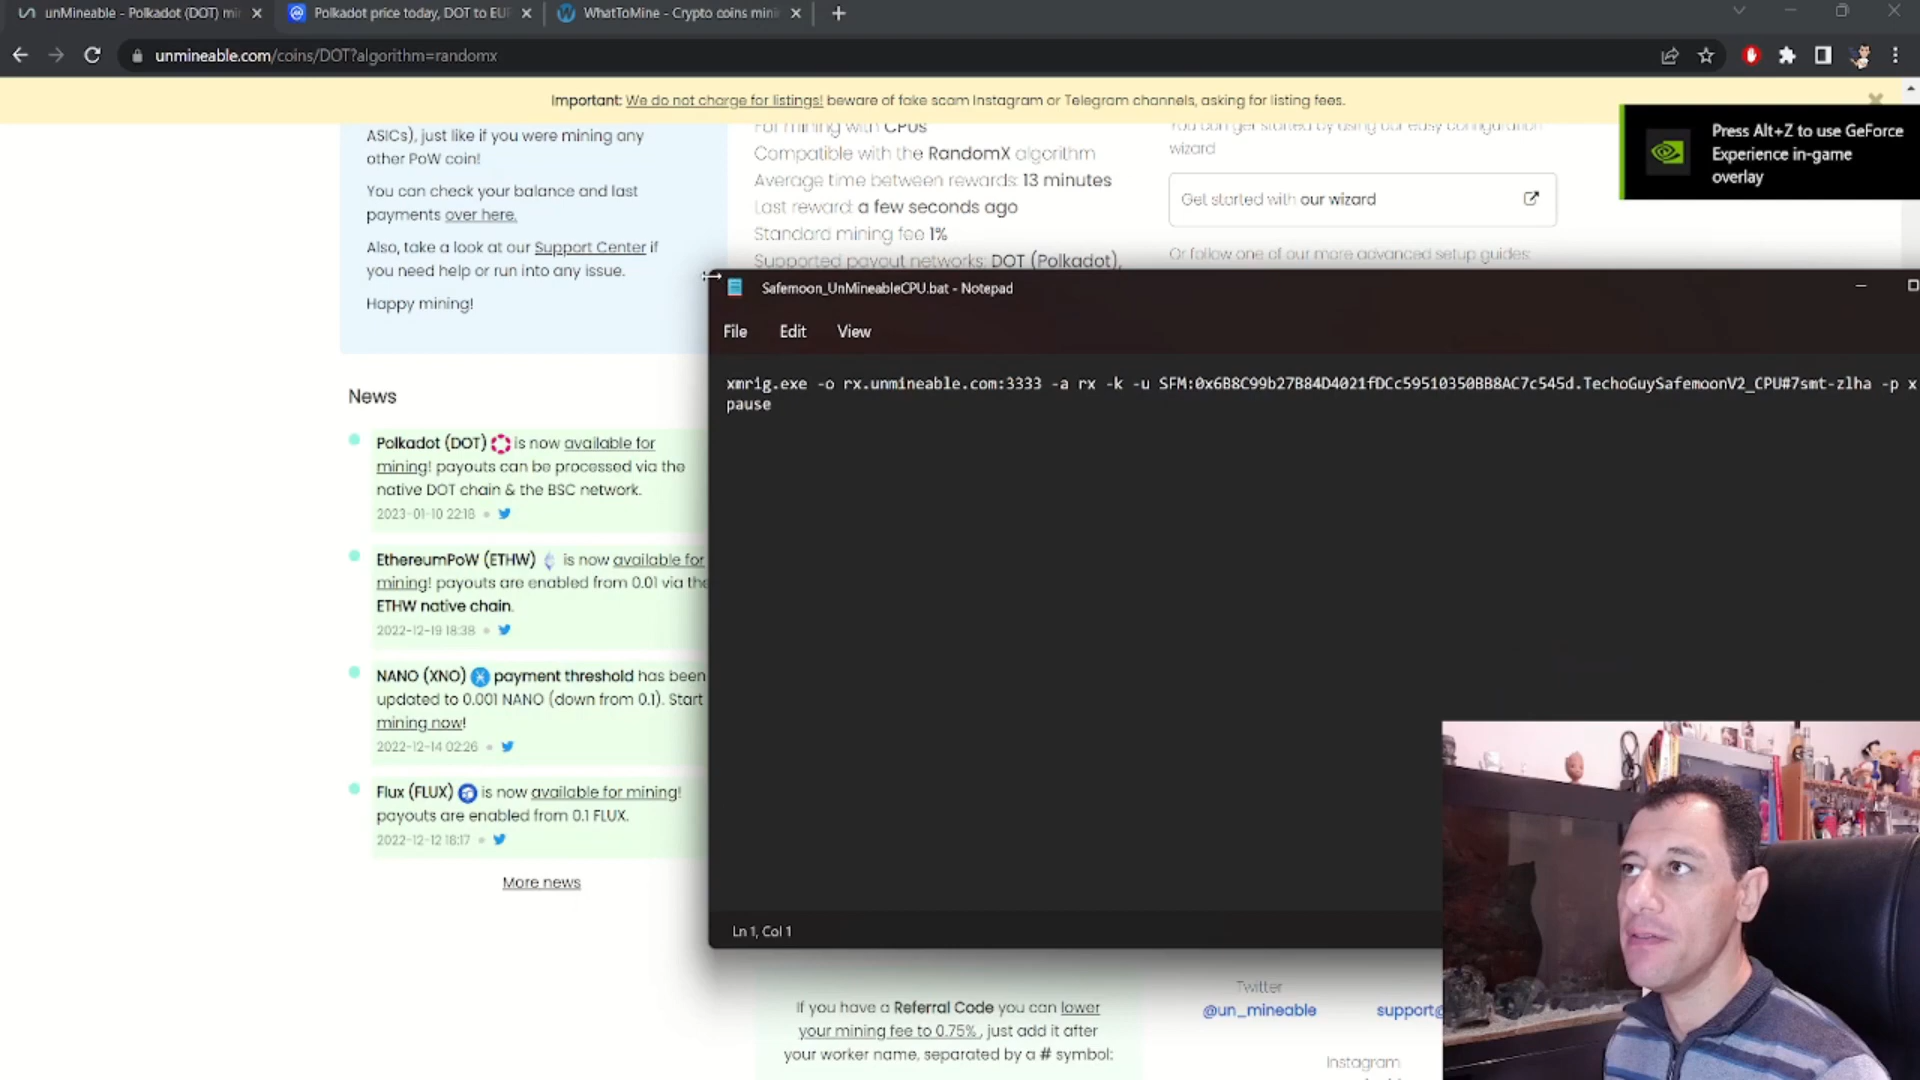 unMineable - Polkadot (DOT) mi
Polkadot price today, DOT to EUR
WhatToMine - Crypto coins mini
unmineable.com/coins/DOT?algorithm=randomx
Important: We do not charge for listings! beware of fake scam Instagram or Telegram channels, asking for listing fees.
Press Alt+Z to use GeForce
Experience in-game
overlay
ASICs), just like if you were mining any
other PoW coin!
You can check your balance and last
payments over here.
Also, take a look at our Support Center if
you need help or run into any issue.
Happy mining!
For mining with CPUs
Compatible with the RandomX algorithm
Average time between rewards: 13 minutes
Last reward: a few seconds ago
Standard mining fee 1%
Supported payout networks: DOT (Polkadot),
You can get started by using our easy configuration
wizard
Get started with our wizard
Or follow one of our more advanced setup guides:
Safemoon_UnMineableCPU.bat - Notepad
File Edit View
xmrig.exe -o rx.unmineable.com:3333 -a rx -k -u SFM:0x6B8C99b27B84D4021fDCc59510350BB8AC7c545d.TechoGuySafemoonV2_CPU#7smt-zlha -p x
pause
Ln 1, Col 1
News
Polkadot (DOT) is now available for
mining! payouts can be processed via the
native DOT chain & the BSC network.
2023-01-10 22:18
EthereumPoW (ETHW) is now available for
mining! payouts are enabled from 0.01 via the
ETHW native chain.
2022-12-19 18:38
NANO (XNO) payment threshold has been
updated to 0.001 NANO (down from 0.1). Start
mining now!
2022-12-14 02:26
Flux (FLUX) is now available for mining!
payouts are enabled from 0.1 FLUX.
2022-12-12 18:17
More news
If you have a Referral Code you can lower
your mining fee to 0.75%, just add it after
your worker name, separated by a # symbol:
Twitter
@un_mineable
support@
Instagram